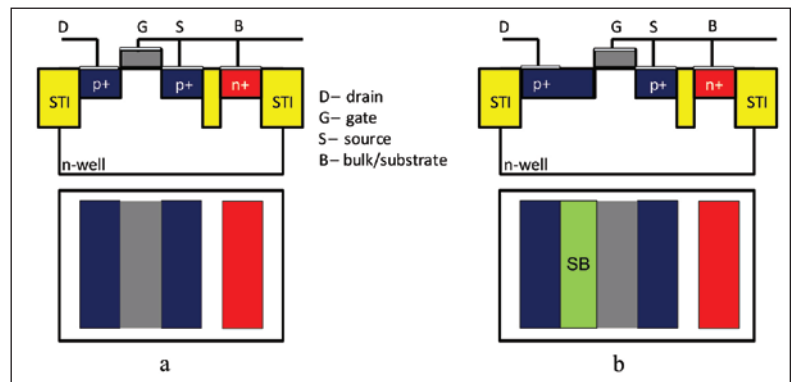 D G S B
STI p+ p+ n+ STI
n-well
D– drain
G– gate
S– source
B– bulk/substrate
D G S B
STI p+ p+ n+ STI
n-well
SB
a
b